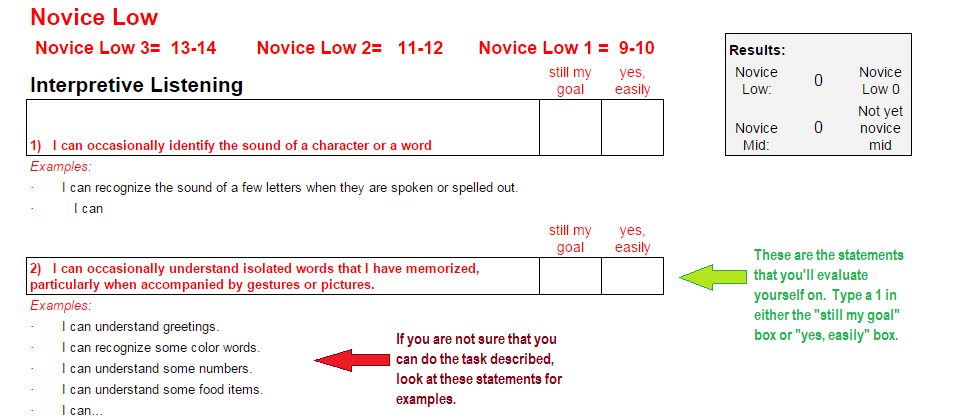 Novice Low
Novice Low 3= 13-14 Novice Low 2= 11-12 Novice Low 1 = 9-10
Interpretive Listening
still my goal
yes, easily
1) I can occasionally identify the sound of a character or a word
Examples:
· I can recognize the sound of a few letters when they are spoken or spelled out.
· I can
still my goal
yes, easily
2) I can occasionally understand isolated words that I have memorized,
particularly when accompanied by gestures or pictures.
Examples:
· I can understand greetings.
· I can recognize some color words.
· I can understand some numbers.
· I can understand some food items.
· I can...
If you are not sure that you
can do the task described,
look at these statements for
examples.
Results:
Novice Low: 0 Novice Low 0
Novice Mid: 0 Not yet novice mid
These are the statements
that you'll evaluate
yourself on. Type a 1 in
either the "still my goal"
box or "yes, easily" box.